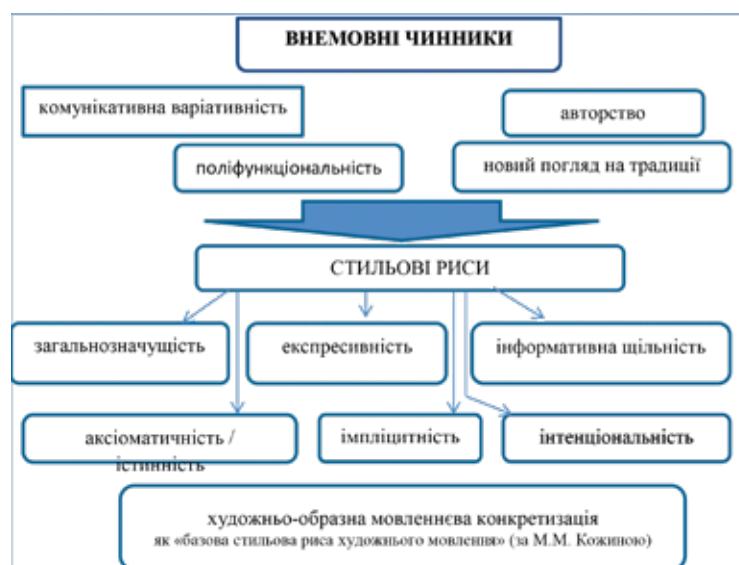 ВНЕМОВНІ ЧИННИКИ
комунікативна варіативність
авторство
поліфункціональність
новий погляд на традиції
СТИЛЬОВІ РИСИ
загальнозначущість
експресивність
інформативна щільність
аксіоматичність /
істинність
імпліцитність
інтенціональність
художньо-образна мовленнєва конкретизація
як «базова стильова риса художнього мовлення» (за М.М. Кожиною)